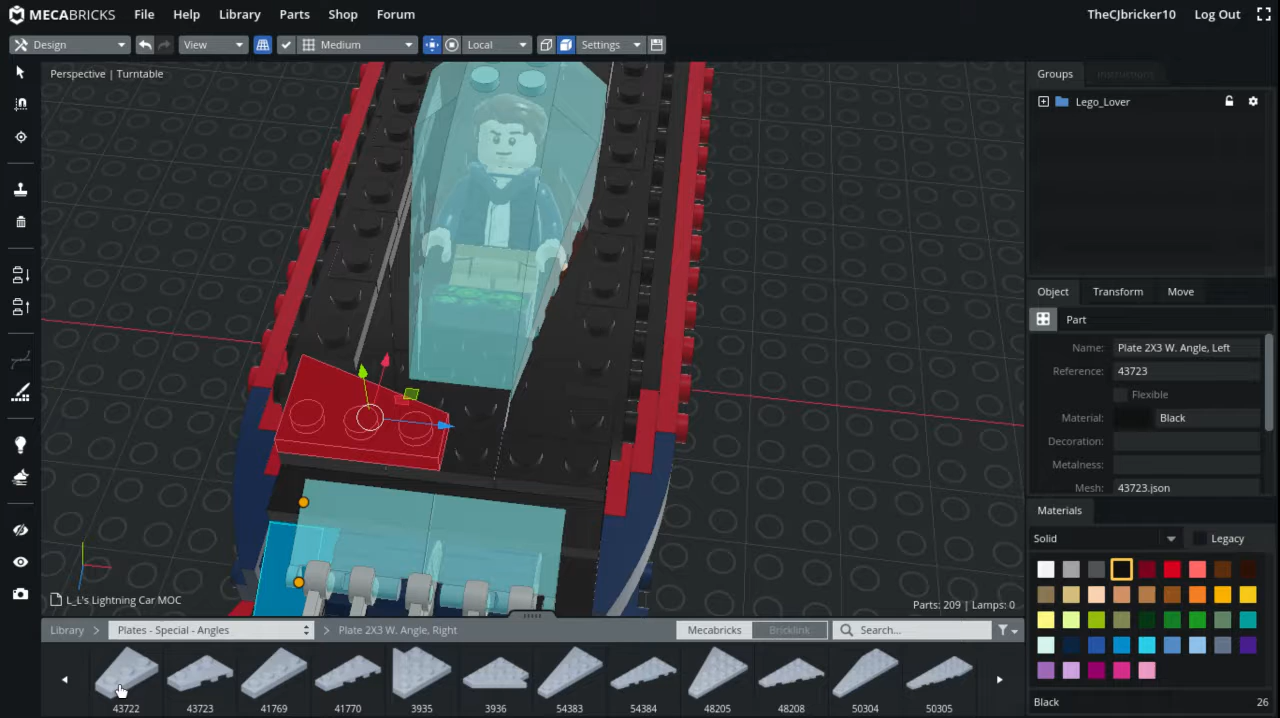 MECABRICKS File Help Library Parts Shop Forum TheCJbricker10 Log Out
Design View Medium Local Settings
Perspective | Turntable
Groups Instructions
Lego_Lover
Object Transform Move
Part
Name: Plate 2X3 W. Angle, Left
Reference: 43723
Flexible
Material: Black
Decoration:
Metalness:
Mesh: 43723.json
Materials
Solid Legacy
L_L's Lightning Car MOC
Parts: 209 | Lamps: 0
Library Plates - Special - Angles Plate 2X3 W. Angle, Right Mecabricks Bricklink Search...
43722 43723 41769 41770 3935 3936 54383 54384 48205 48208 50304 50305
Black 26